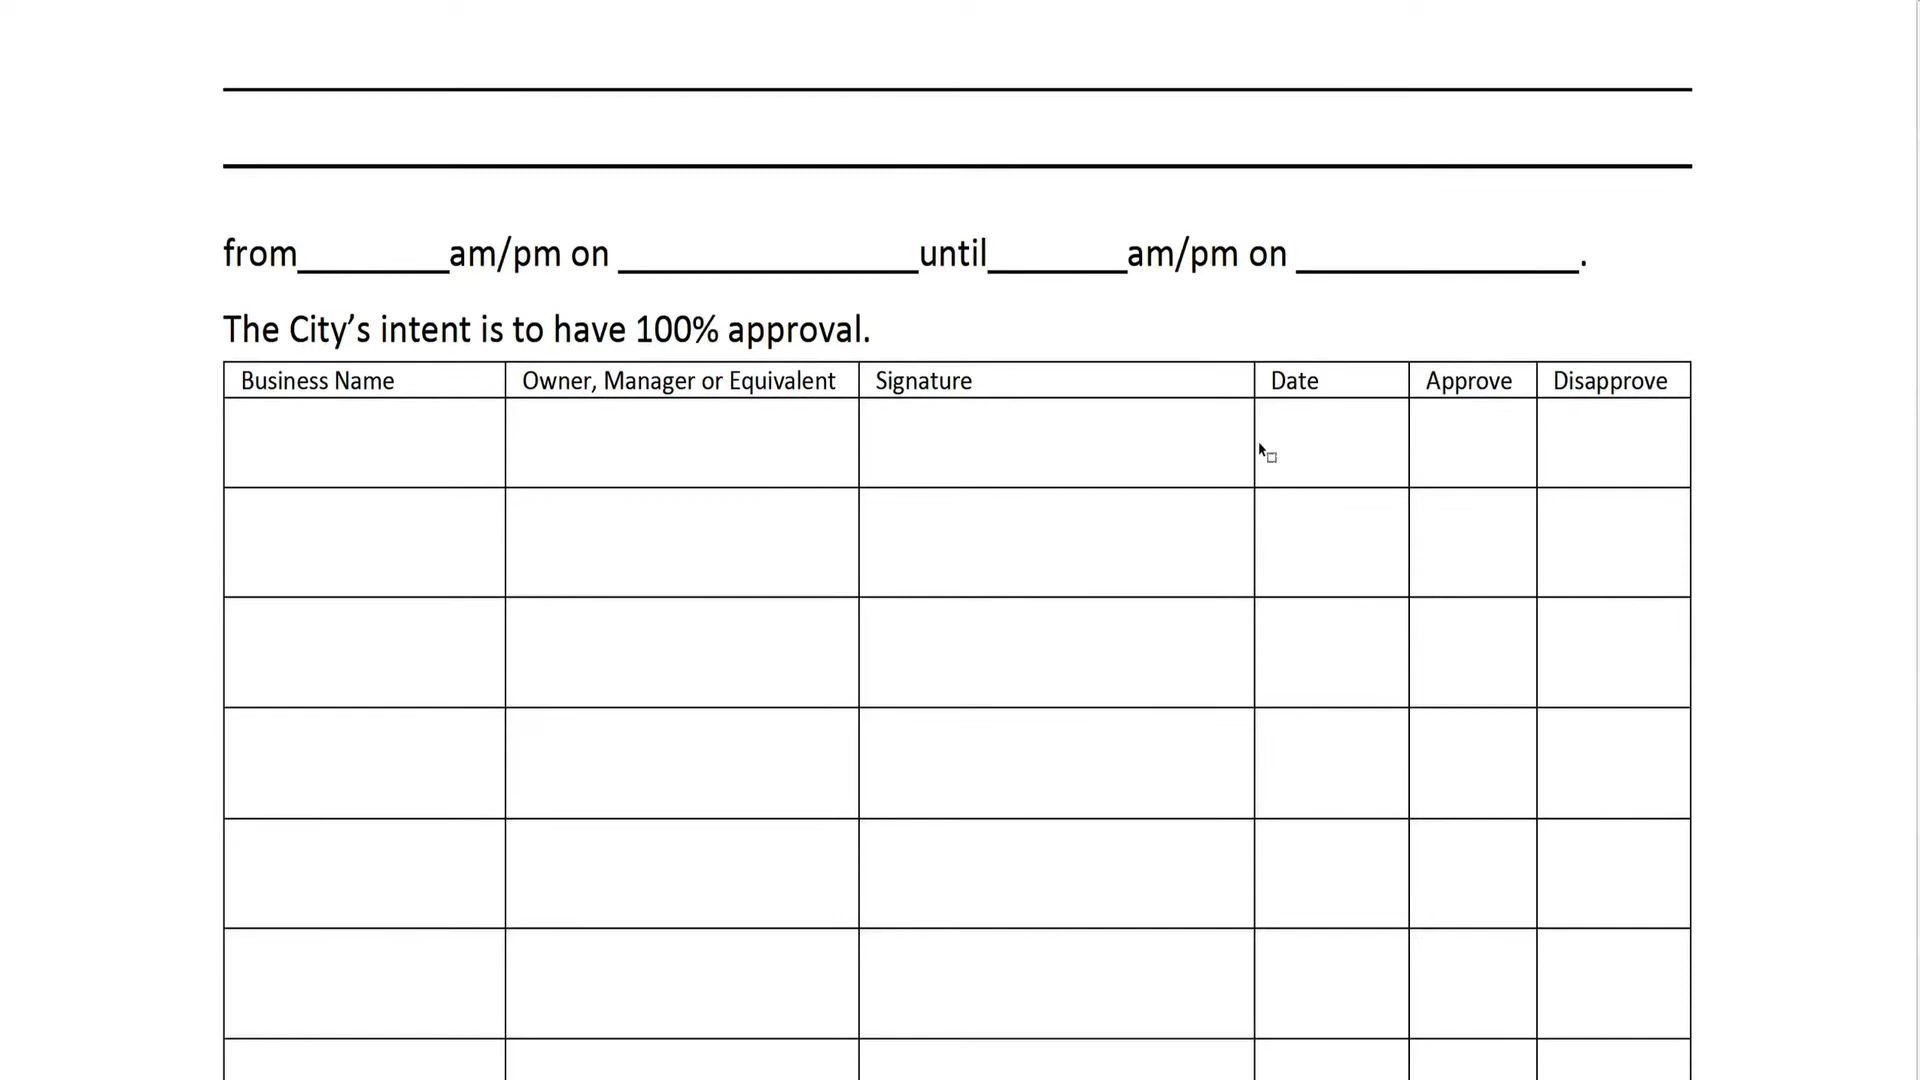 from________am/pm on ________________until_______am/pm on _______________.
The City’s intent is to have 100% approval.
Business Name Owner, Manager or Equivalent Signature Date Approve Disapprove